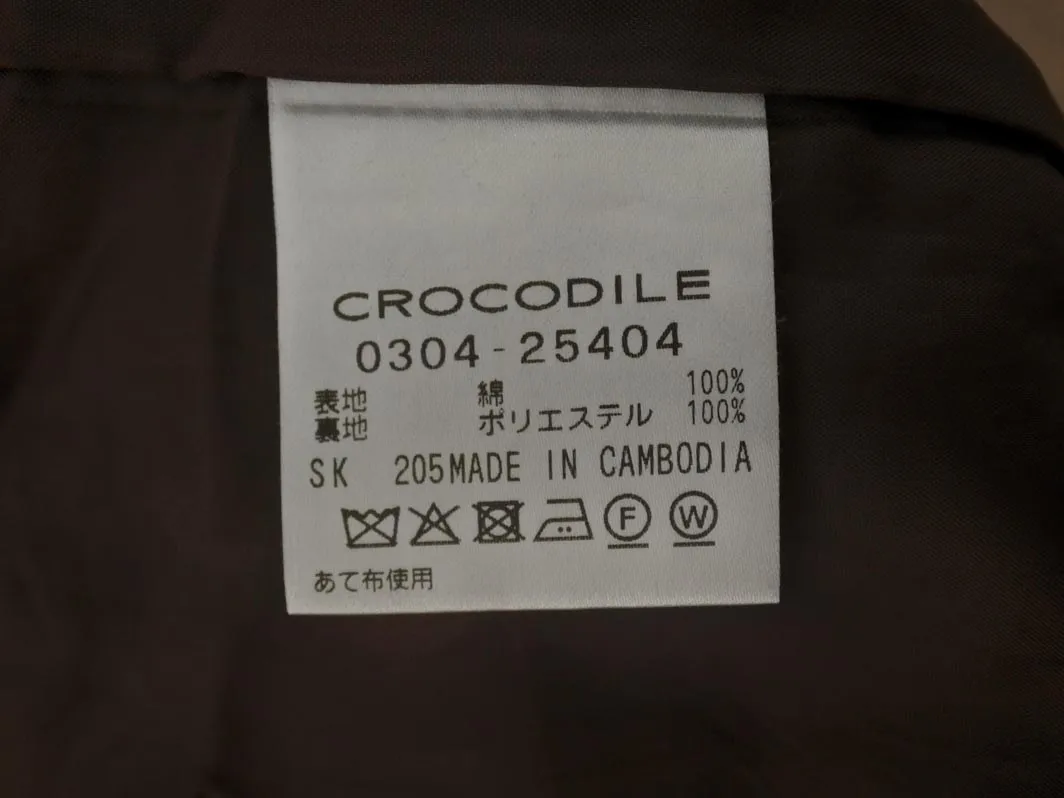 CROCODILE
0304-25404
表地 綿 100%
裏地 ポリエステル 100%
SK 205MADE IN CAMBODIA
F W
あて布使用